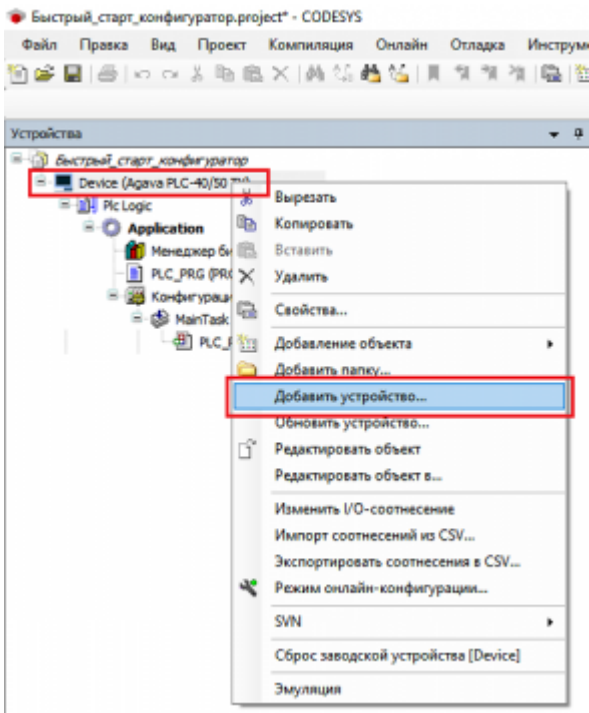 Быстрый_старт_конфигуратор.project* - CODESYS
Файл Правка Вид Проект Компиляция Онлайн Отладка
Устройства
Быстрый_старт_конфигуратор
Device (Agava PLC-40/50
Plc Logic
Application
Менеджер
PLC_PRG
MainTask
Вырезать
Копировать
Вставить
Удалить
Свойства...
Добавление объекта
Добавить папку...
Добавить устройство...
Обновить устройство...
Редактировать объект
Редактировать объект в...
Изменить I/O-соотнесение
Импорт соотнесений из CSV...
Экспортировать соотнесения в CSV...
Режим онлайн-конфигурации...
SVN
Сброс заводской устройства [Device]
Эмуляция